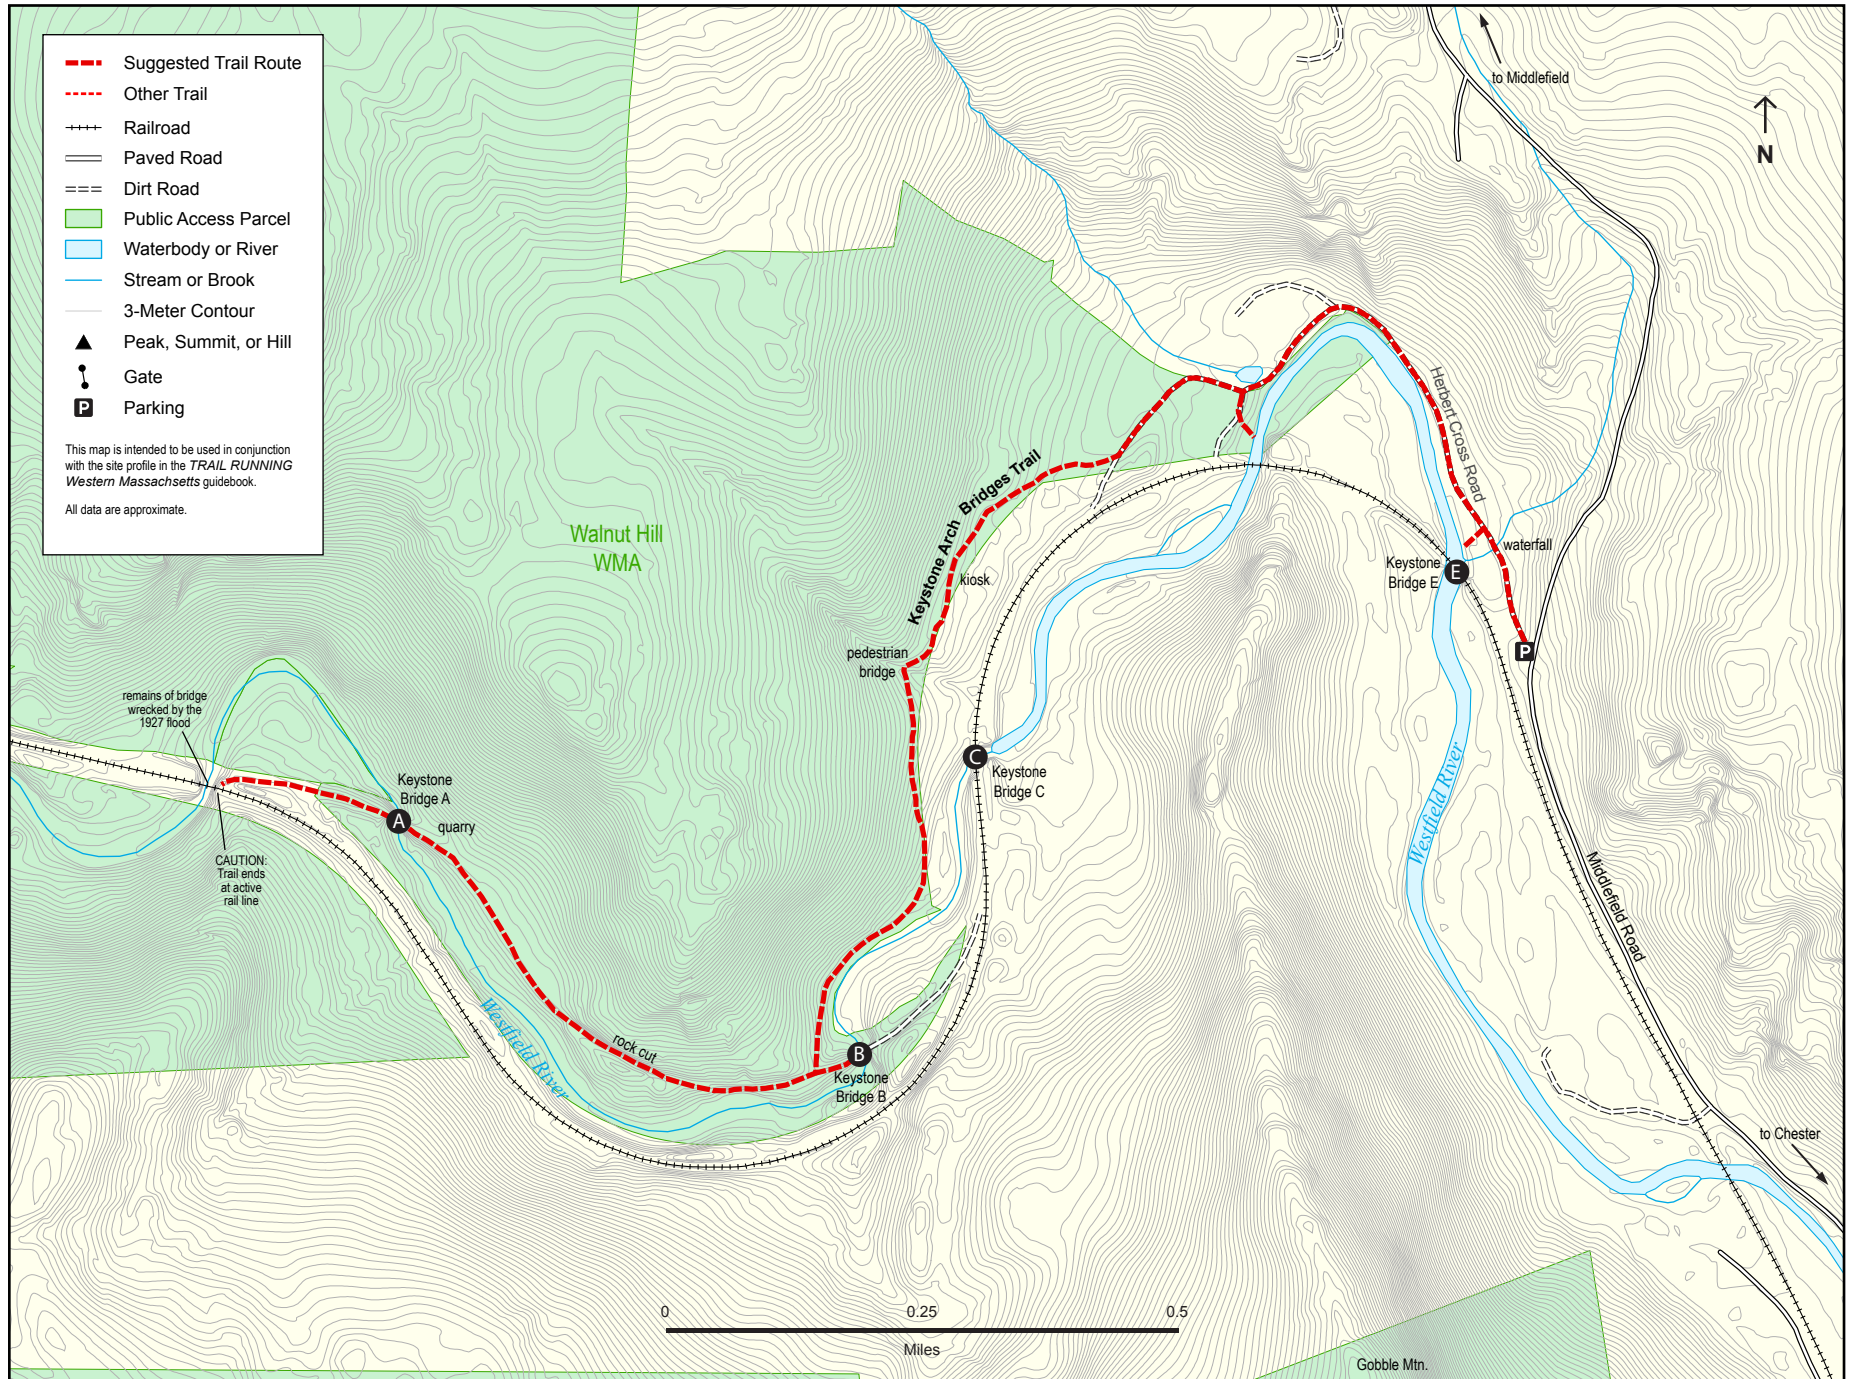 Suggested Trail Route
Other Trail
Railroad
Paved Road
Dirt Road
Public Access Parcel
Waterbody or River
Stream or Brook
3-Meter Contour
Peak, Summit, or Hill
Gate
P
Parking
This map is intended to be used in conjunction
with the site profile in the TRAIL RUNNING
Western Massachsetts guidebook.
All data are approximate.
to Middlefield
N
Herbert Cross Road
Keystone Arch Bridges Trail
Walnut Hill
WMA
waterfall
Keystone
Bridge E
E
kiosk
P
pedestrian
bridge
remains of bridge
wrecked by the
1927 flood
C
Keystone
Bridge C
Keystone
Bridge A
A
quarry
Westfield River
CAUTION:
Trail ends
at active
rail line
Middlefield Road
Westfield River
rock cut
B
Keystone
Bridge B
to Chester
0
0.25
0.5
Miles
Gobble Mtn.